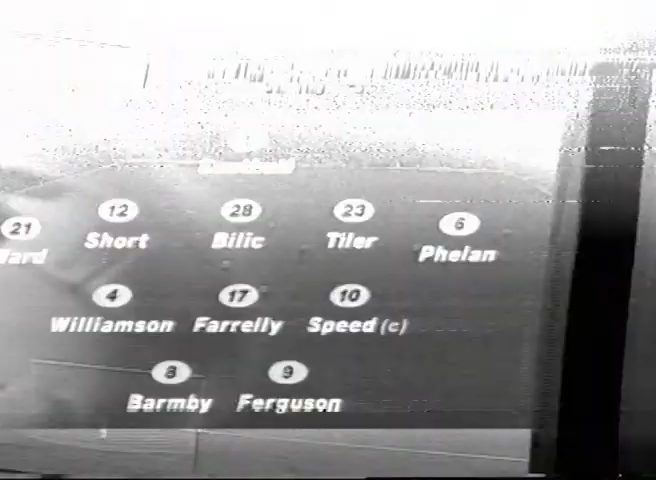 12 28 23
21 6
Short Bilic Tiler
Phelan
4 17 10
Williamson Farrelly Speed (c)
8 9
Barmby Ferguson